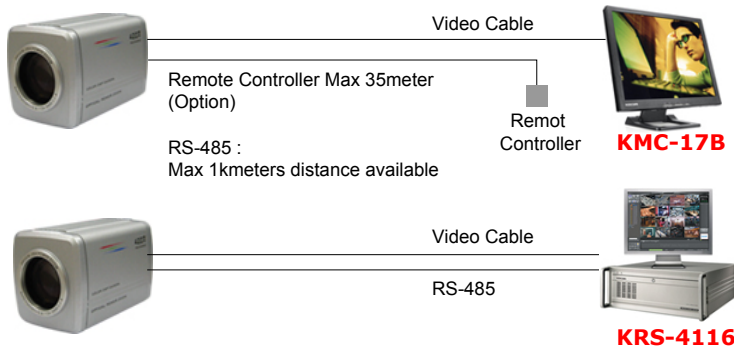 Video Cable
Remote Controller Max 35meter
(Option)
Remot
Controller
RS-485 :
Max 1kmeters distance available
KMC-17B
Video Cable
RS-485
KRS-4116